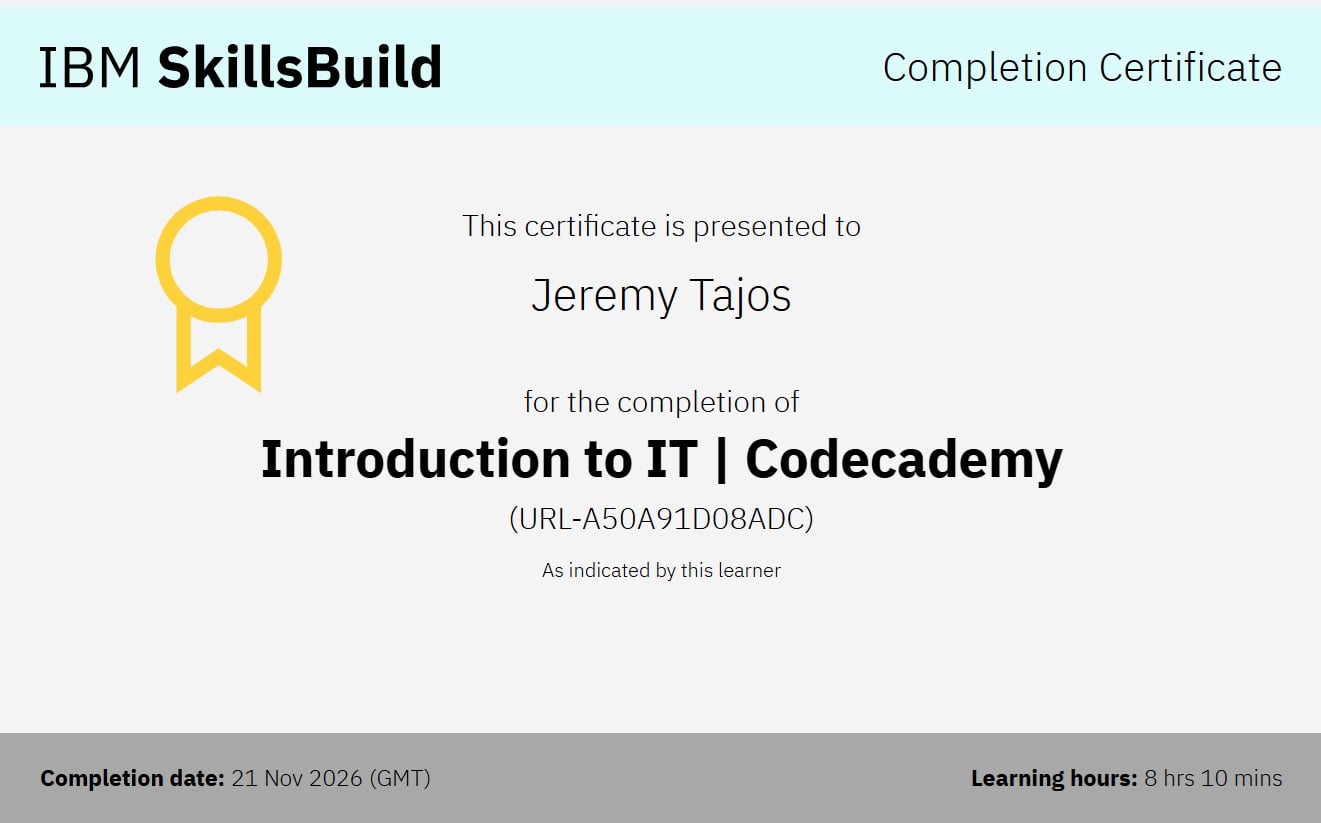 IBM SkillsBuild
Completion Certificate
This certificate is presented to
Jeremy Tajos
for the completion of
Introduction to IT | Codecademy
(URL-A50A91D08ADC)
As indicated by this learner
Completion date: 21 Nov 2026 (GMT)
Learning hours: 8 hrs 10 mins